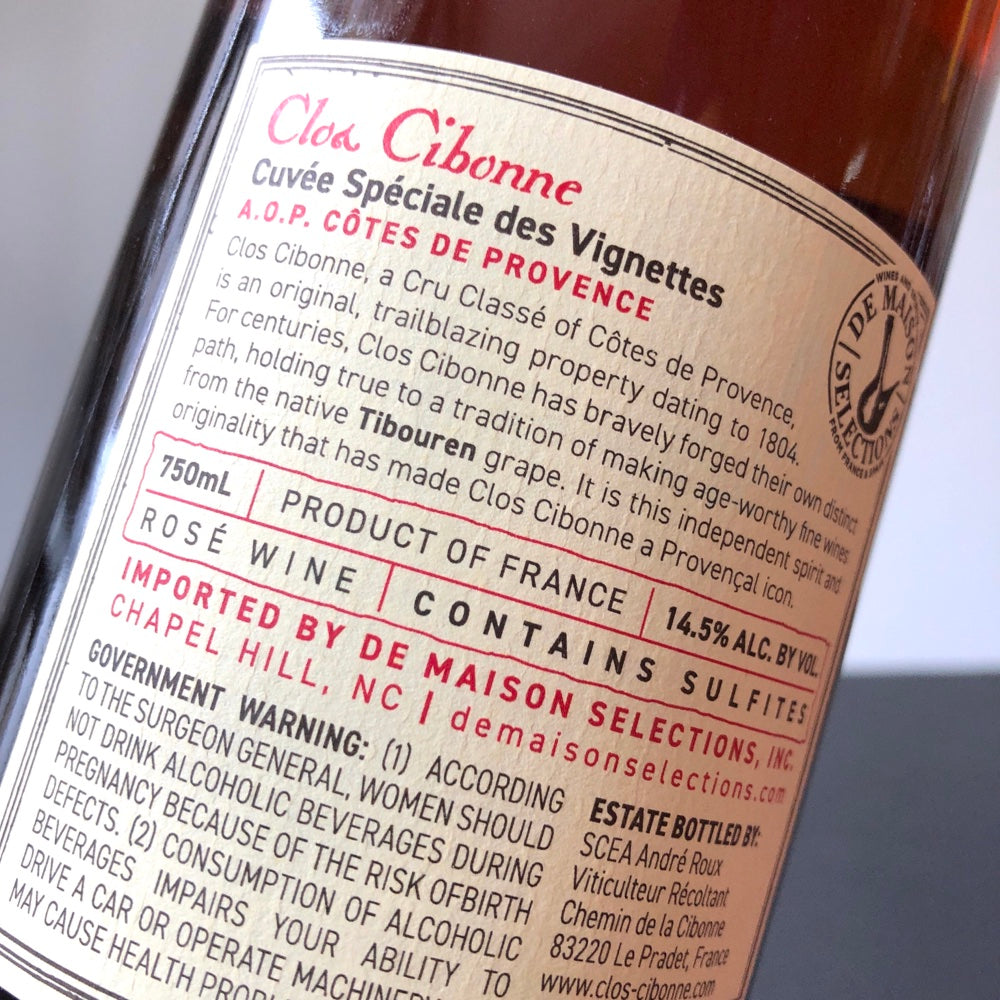 Clos Cibonne
Cuvée Spéciale des Vignettes
A.O.P. CÔTES DE PROVENCE
Clos Cibonne, a Cru Classé of Côtes de Provence,
is an original, trailblazing property dating to 1804.
For centuries, Clos Cibonne has bravely forged their own distinct
path, holding true to a tradition of making age-worthy fine wines
from the native Tibouren grape. It is this independent spirit and
originality that has made Clos Cibonne a Provençal icon.
750mL PRODUCT OF FRANCE 14.5% ALC. BY VOL.
ROSÉ WINE CONTAINS SULFITES
IMPORTED BY DE MAISON SELECTIONS, INC.
CHAPEL HILL, NC | demaisonselections.com
GOVERNMENT WARNING: (1) ACCORDING
TO THE SURGEON GENERAL, WOMEN SHOULD
NOT DRINK ALCOHOLIC BEVERAGES DURING
PREGNANCY BECAUSE OF THE RISK OFBIRTH
DEFECTS. (2) CONSUMPTION OF ALCOHOLIC
BEVERAGES IMPAIRS YOUR ABILITY TO
DRIVE A CAR OR OPERATE MACHINERY
MAY CAUSE HEALTH
ESTATE BOTTLED BY:
SCEA André Roux
Viticulteur Récoltant
Chemin de la Cibonne
83220 Le Pradet, France
www.clos-cibonne.com
WINES AND
DE MAISON
SELECTIONS
FROM FRANCE & SPAIN